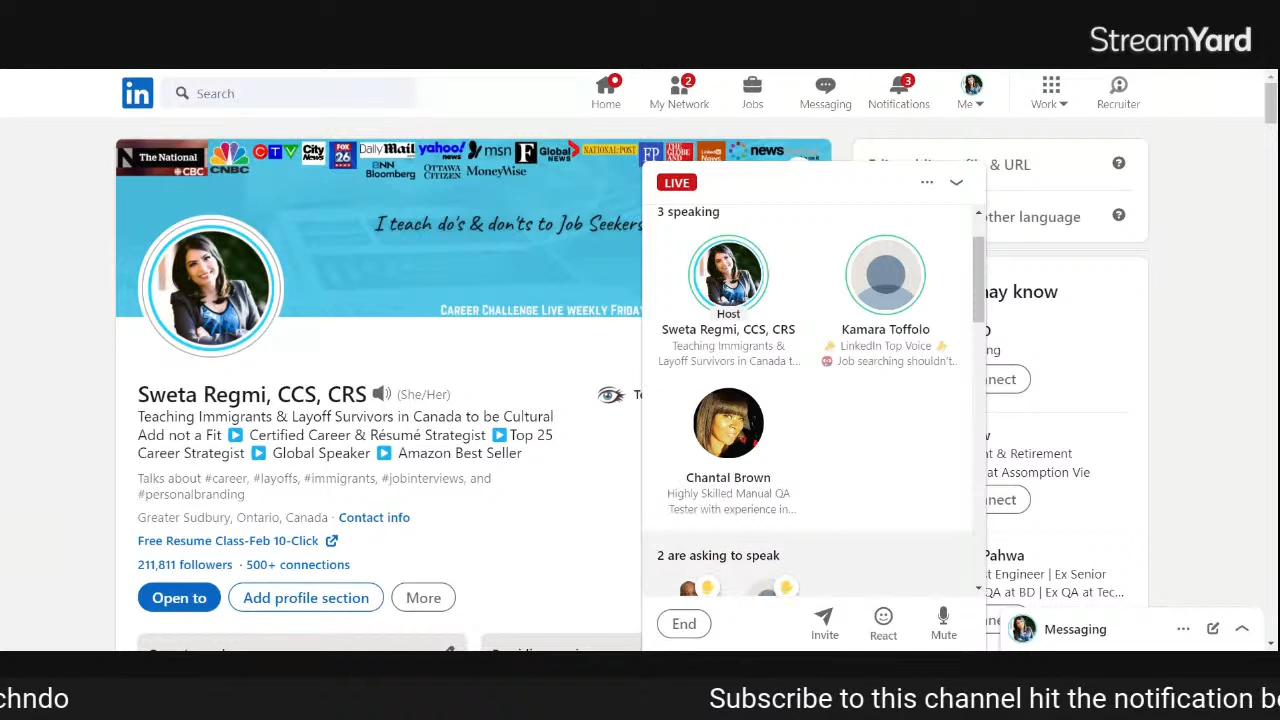 StreamYard
in
Search
Home
2
My Network
Jobs
Messaging
3
Notifications
Me
Work
Recruiter
The National
CBC
CNBC
CTV
City News
FOX 26
Daily Mail
BNN Bloomberg
yahoo!
OTTAWA CITIZEN
msn
MoneyWise
F
Global NEWS
NATIONAL POST
FP
THE GLOBE AND
LinkedIn News
news
I teach do's & don'ts to Job Seekers
CAREER CHALLENGE LIVE WEEKLY FRIDAY
& URL
other language
may know
LIVE
3 speaking
Host
Sweta Regmi, CCS, CRS
Teaching Immigrants &
Layoff Survivors in Canada t...
Kamara Toffolo
LinkedIn Top Voice
Job searching shouldn't..
Chantal Brown
Highly Skilled Manual QA
Tester with experience in...
2 are asking to speak
End
Invite
React
Mute
Sweta Regmi, CCS, CRS (She/Her)
Teaching Immigrants & Layoff Survivors in Canada to be Cultural
Add not a Fit ▶ Certified Career & Résumé Strategist ▶ Top 25
Career Strategist ▶ Global Speaker ▶ Amazon Best Seller
Talks about #career, #layoffs, #immigrants, #jobinterviews, and
#personalbranding
Greater Sudbury, Ontario, Canada · Contact info
Free Resume Class-Feb 10-Click
211,811 followers · 500+ connections
Open to
Add profile section
More
ng
nnect
t & Retirement
at Assomption Vie
nnect
Pahwa
t Engineer | Ex Senior
QA at BD | Ex QA at Tec...
Messaging
chndo
Subscribe to this channel hit the notification be